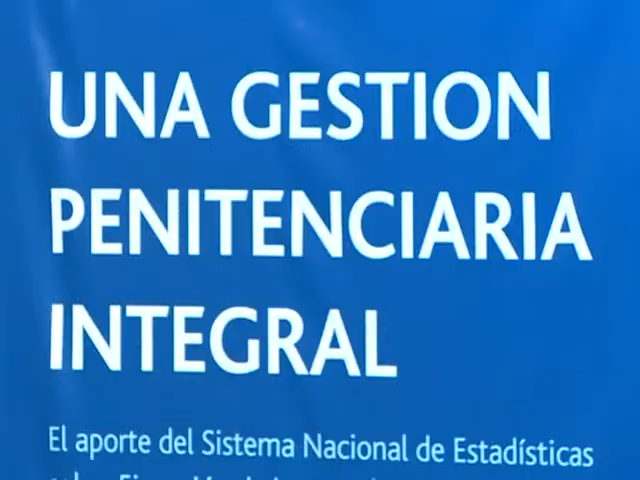 UNA GESTION
PENITENCIARIA
INTEGRAL
El aporte del Sistema Nacional de Estadísticas